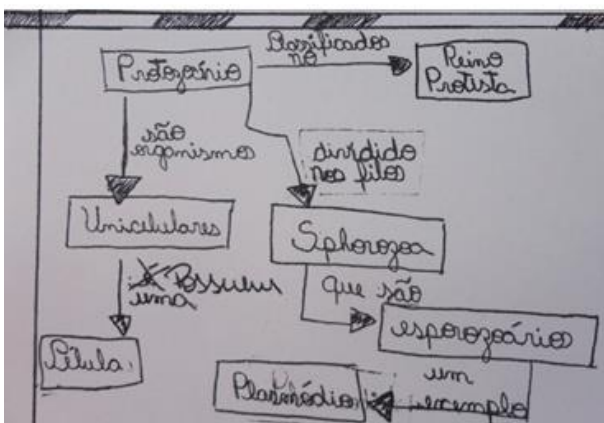 Classificados
no
Protozoário
Reino
Protista
são
organismos
dividido
nos filos
Unicelulares
Sphorozoa
Possuem
uma
que são
esporozoários
Célula
um
exemplo
Plasmódio